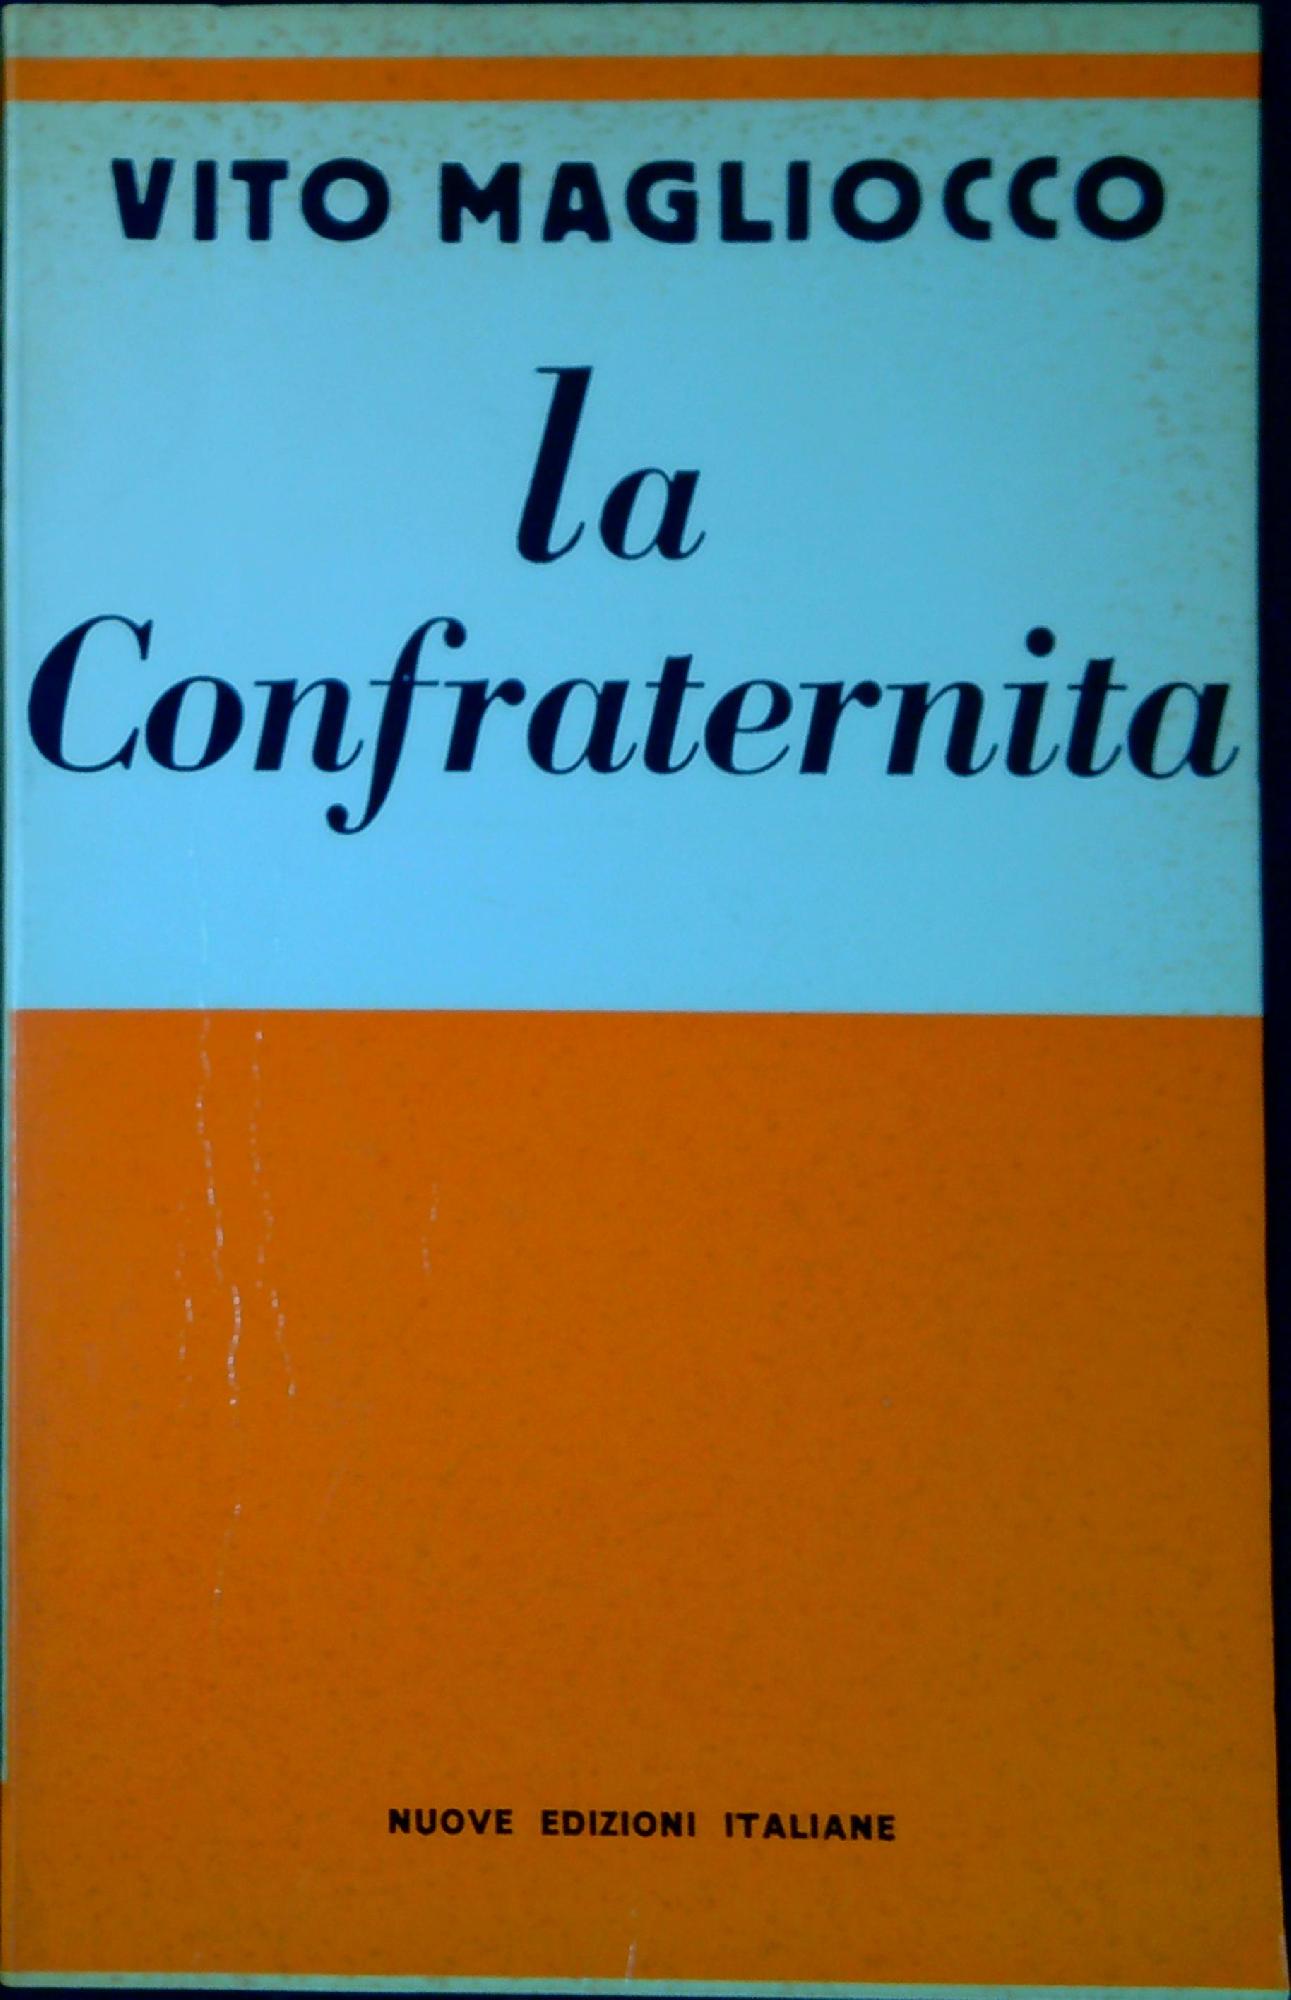 VITO MAGLIOCCO
la
Confraternita
NUOVE EDIZIONI ITALIANE